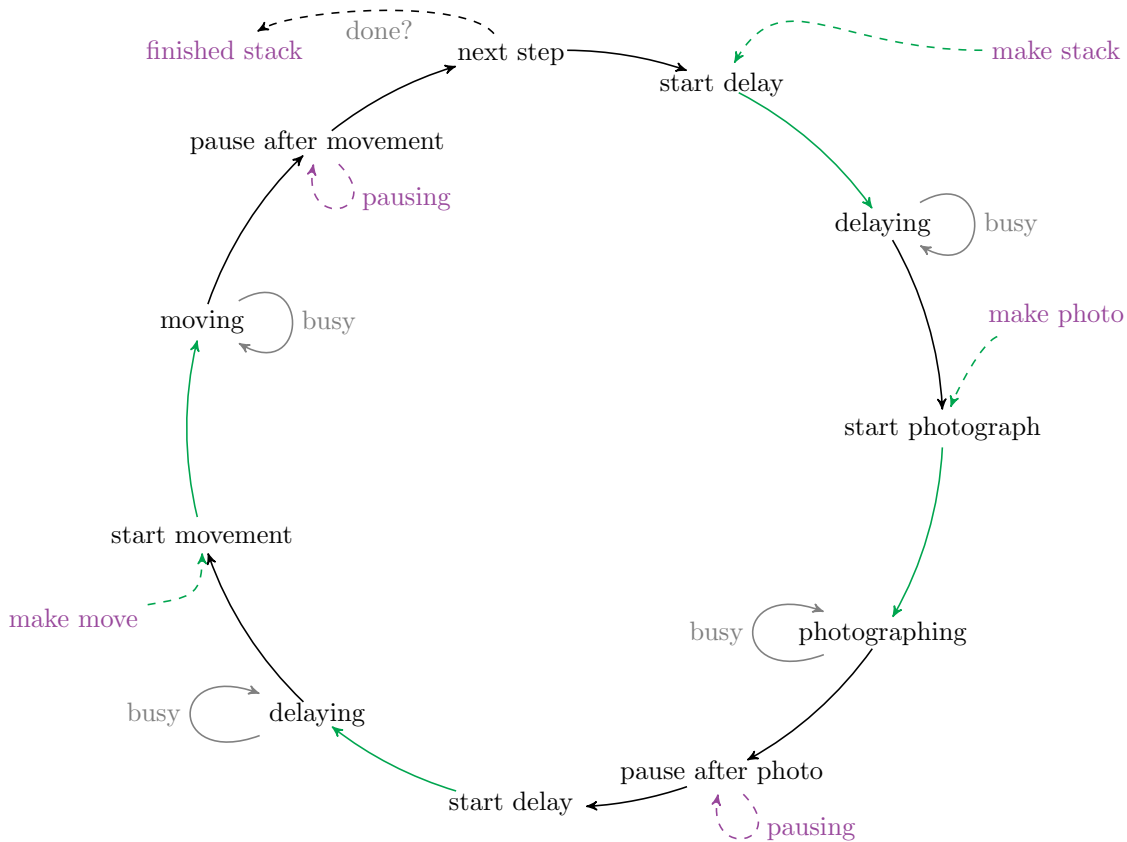 done?
finished stack
next step
make stack
start delay
pause after movement
pausing
delaying
busy
moving
busy
make photo
start photograph
start movement
make move
busy
photographing
busy
delaying
pause after photo
start delay
pausing